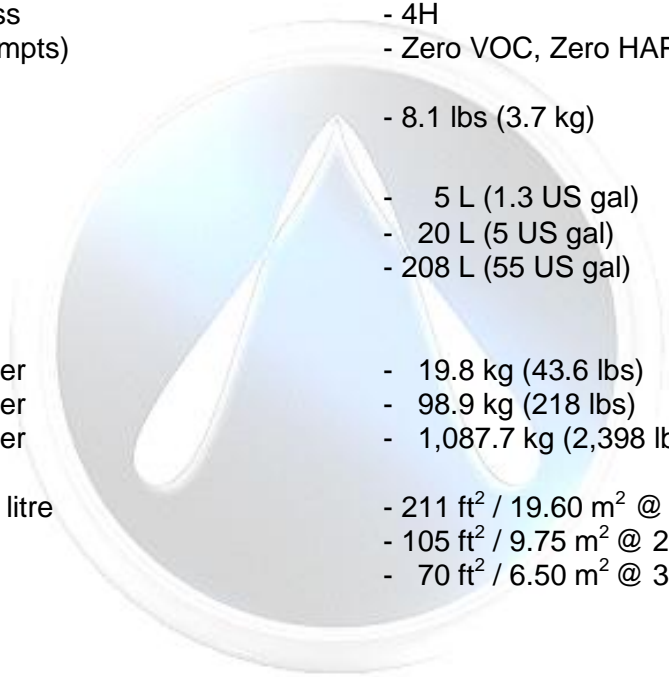 ss - 4H
mpts) - Zero VOC, Zero HAP
- 8.1 lbs (3.7 kg)
- 5 L (1.3 US gal)
- 20 L (5 US gal)
- 208 L (55 US gal)
er - 19.8 kg (43.6 lbs)
er - 98.9 kg (218 lbs)
er - 1,087.7 kg (2,398 lb
litre - 211 ft² / 19.60 m² @
- 105 ft² / 9.75 m² @ 2
- 70 ft² / 6.50 m² @ 3